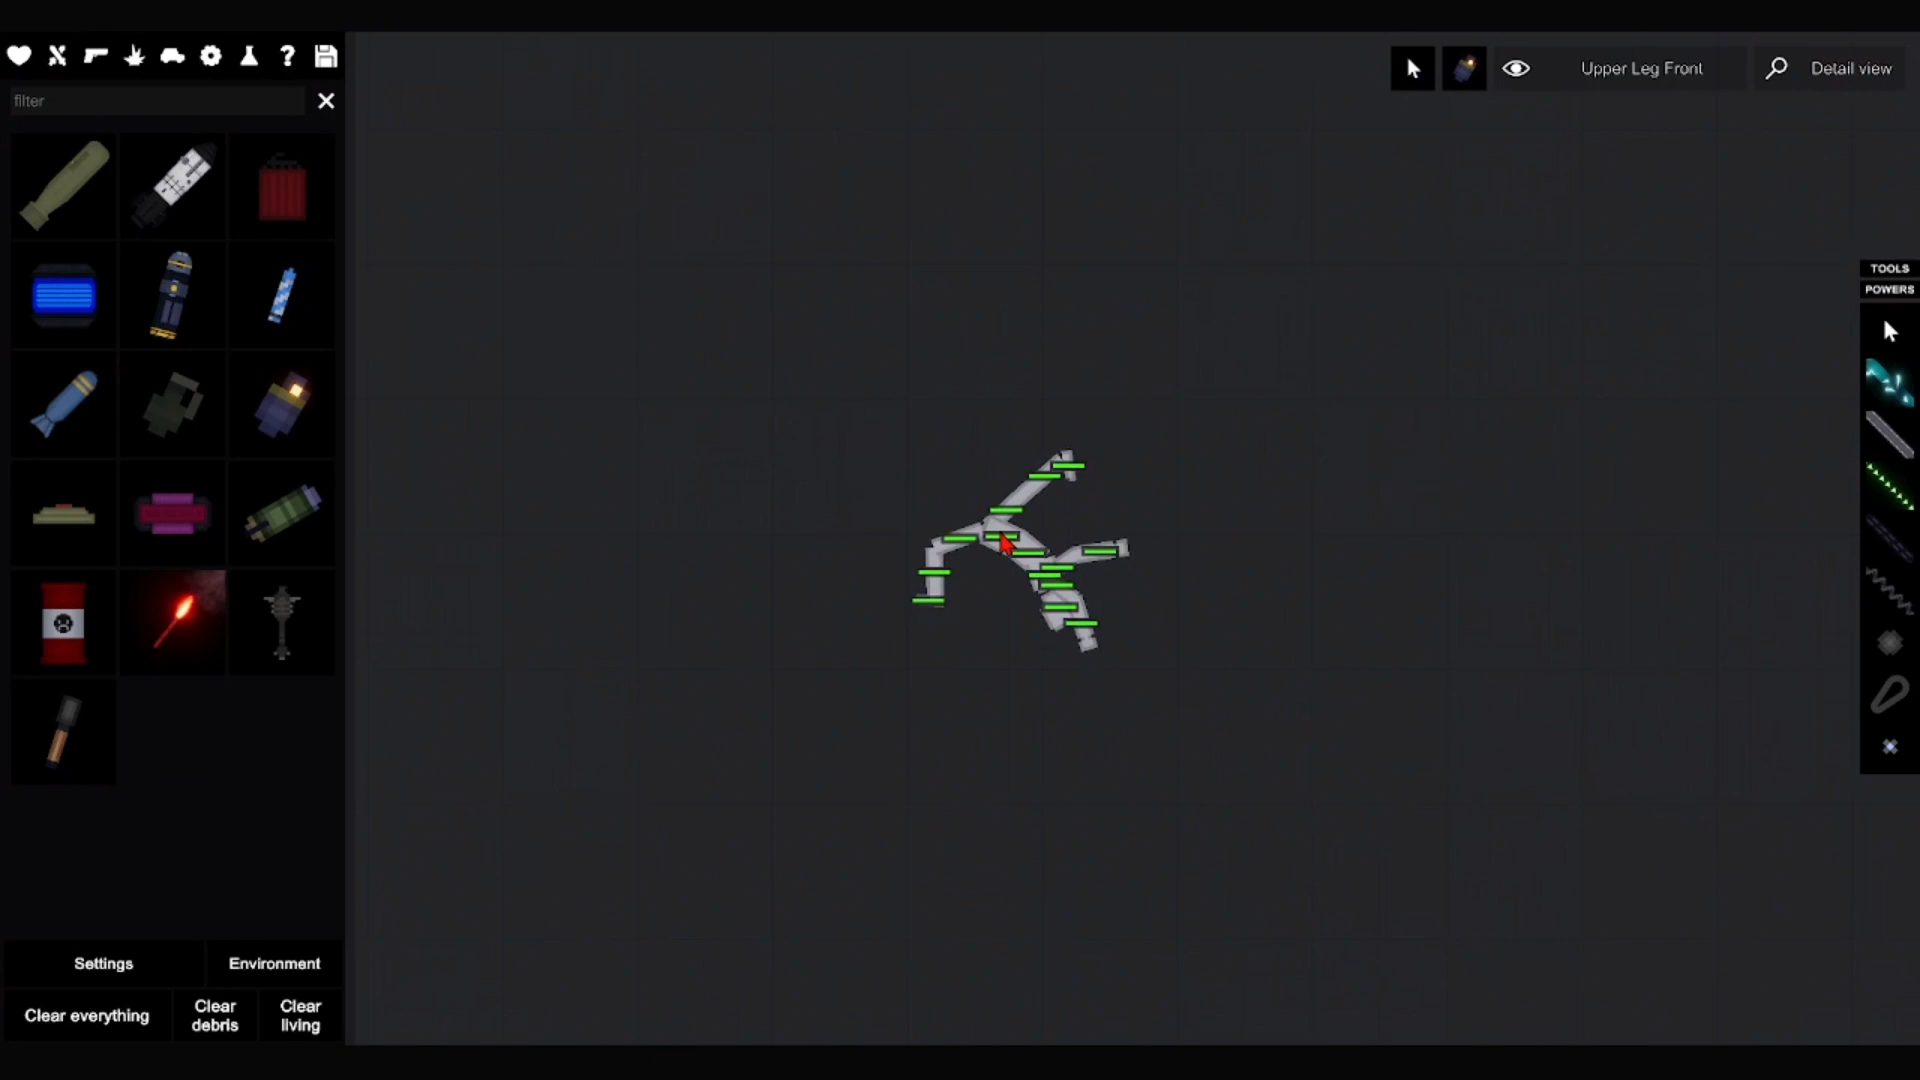 filter
Upper Leg Front
Detail view
TOOLS
POWERS
Settings
Environment
Clear everything
Clear
debris
Clear
living